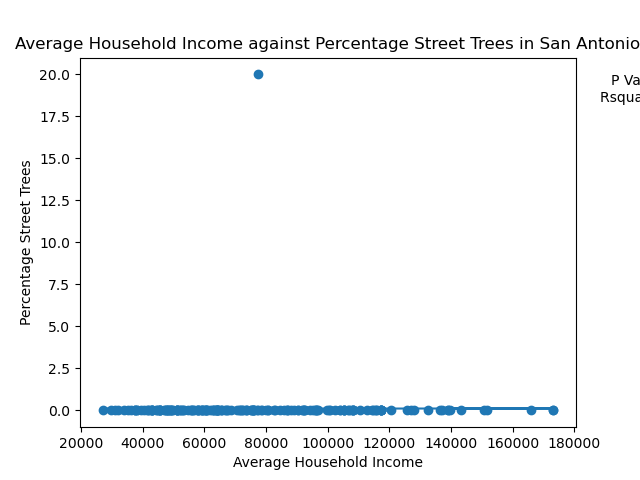 Average Household Income against Percentage Street Trees in San Antonio
P Va
Rsqua
20.0
17.5
15.0
12.5
10.0
7.5
5.0
2.5
0.0
Percentage Street Trees
20000 40000 60000 80000 100000 120000 140000 160000 180000
Average Household Income